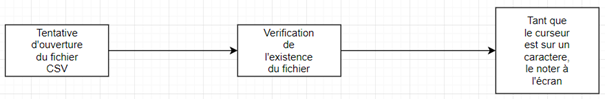 Tentative
d'ouverture
du fichier
CSV
Verification
de
l'existence
du fichier
Tant que
le curseur
est sur un
caractere,
le noter à
l'écran